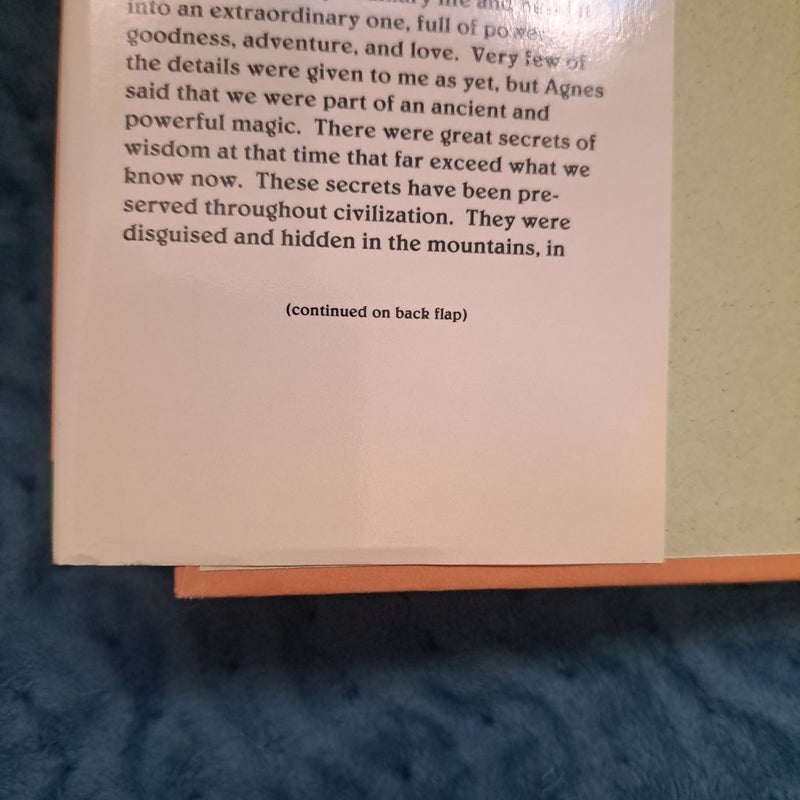 into an extraordinary one, full of power,
goodness, adventure, and love. Very few of
the details were given to me as yet, but Agnes
said that we were part of an ancient and
powerful magic. There were great secrets of
wisdom at that time that far exceed what we
know now. These secrets have been pre-
served throughout civilization. They were
disguised and hidden in the mountains, in
(continued on back flap)